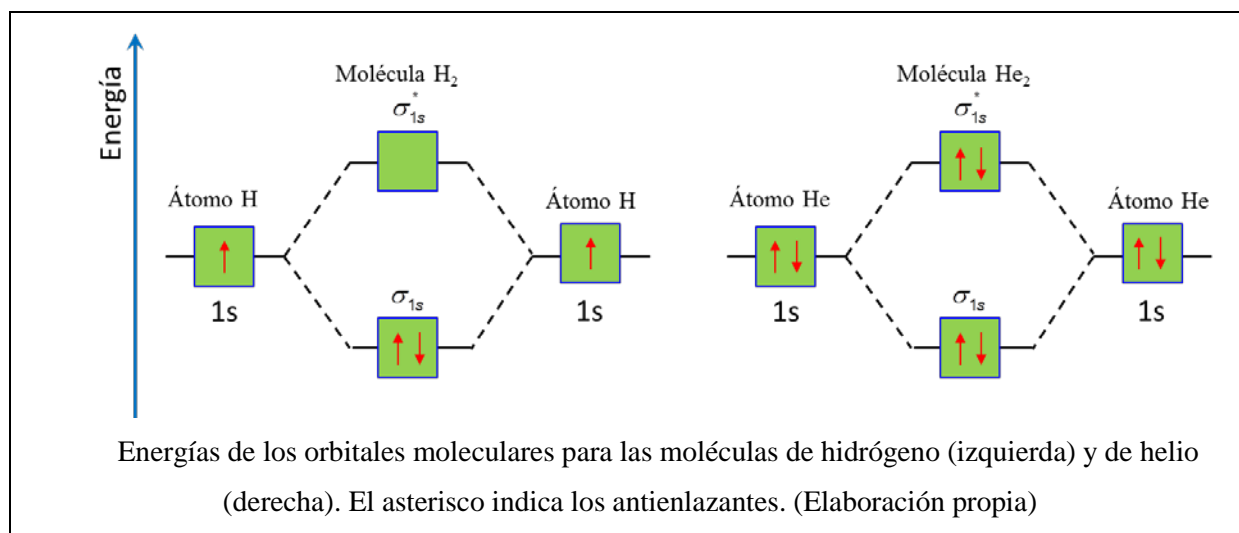 Energía
Molécula H₂
σ*₁s
Átomo H
Átomo H
1s
1s
σ₁s
Molécula He₂
σ*₁s
Átomo He
Átomo He
1s
1s
σ₁s
Energías de los orbitales moleculares para las moléculas de hidrógeno (izquierda) y de helio
(derecha). El asterisco indica los antienlazantes. (Elaboración propia)